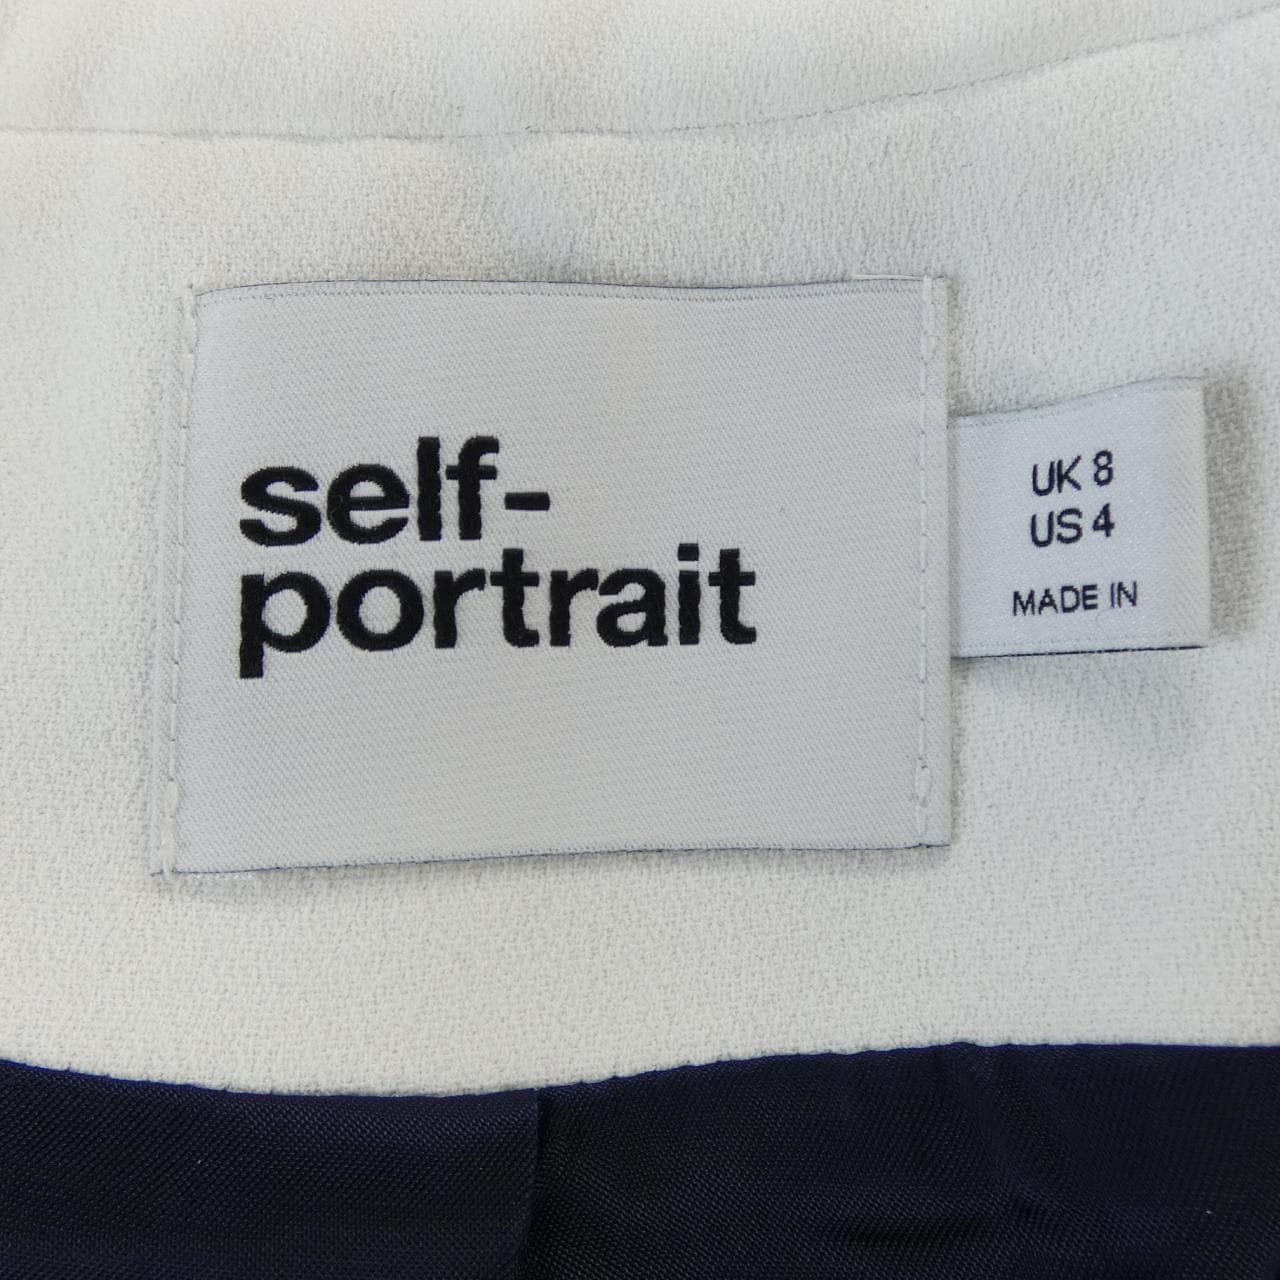 self-
portrait
UK 8
US 4
MADE IN